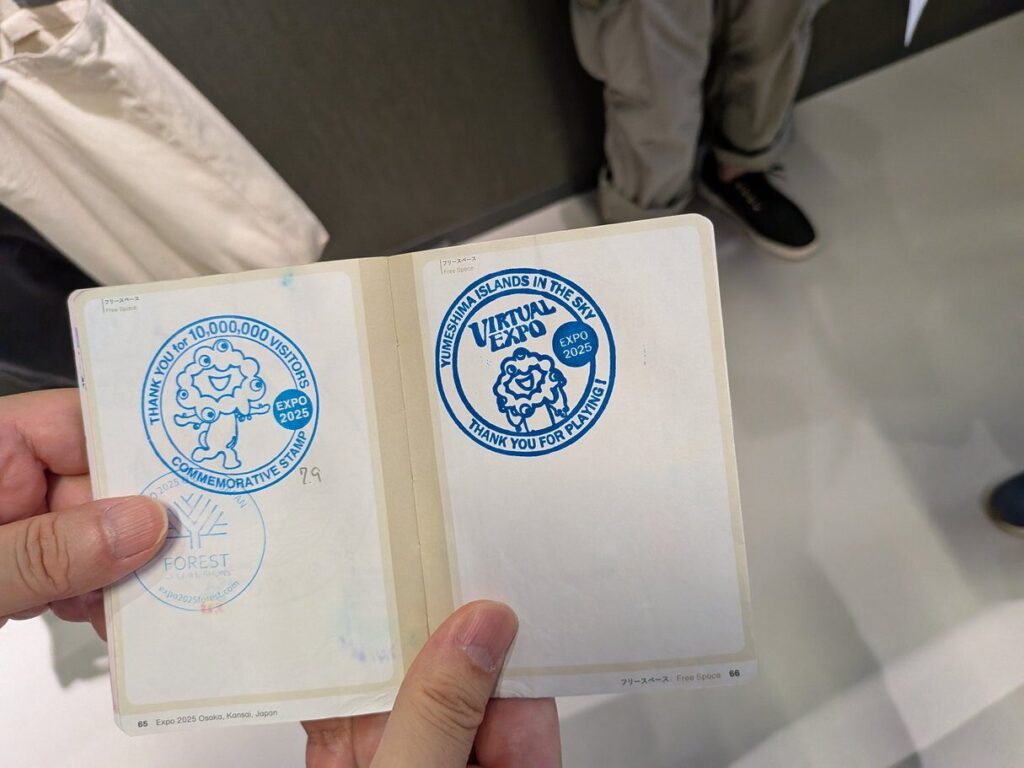 フリースペース
Free Space
THANK YOU for 10,000,000 VISITORS
EXPO
2025
COMMEMORATIVE STAMP
7.9
FOREST
expo2025forest.com
65 Expo 2025 Osaka, Kansai, Japan
フリースペース
Free Space
YUMESHIMA ISLANDS IN THE SKY
VIRTUAL
EXPO
EXPO
2025
THANK YOU FOR PLAYING!
フリースペース Free Space 66